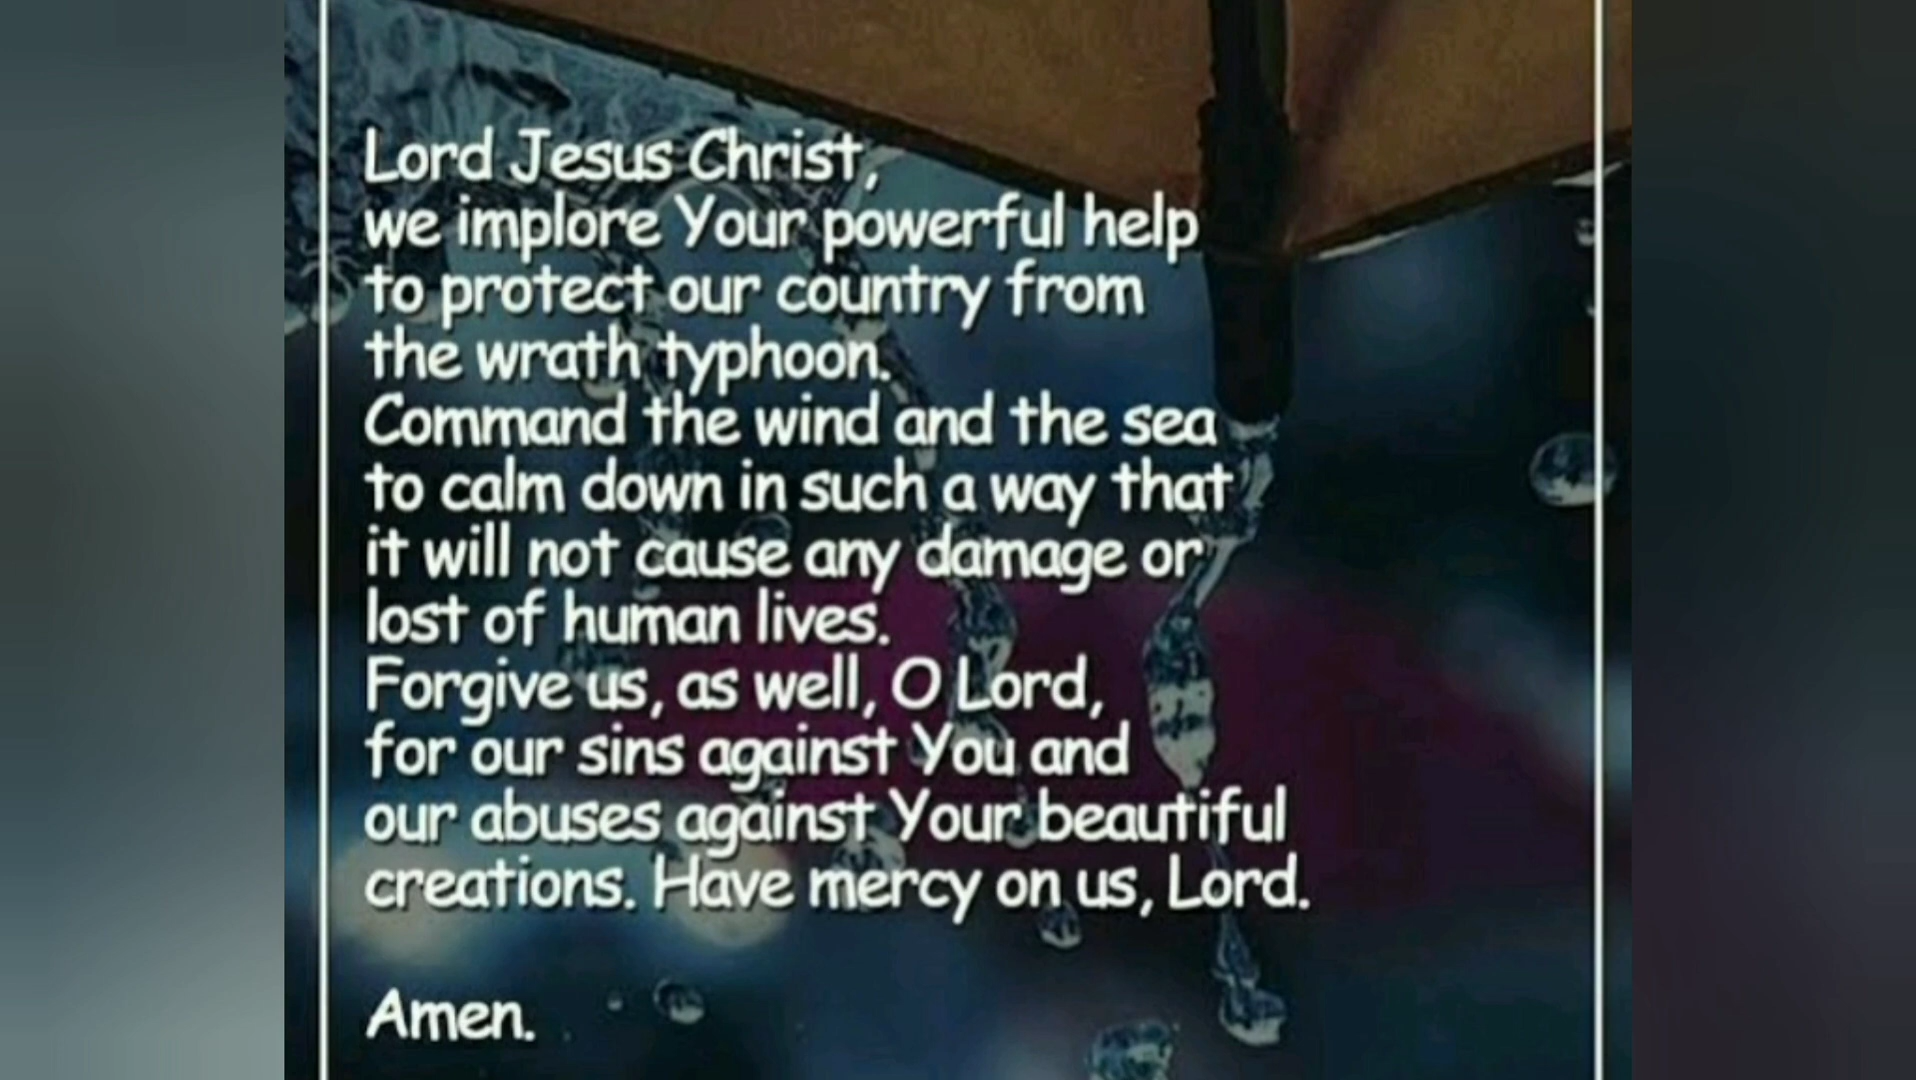 Lord Jesus Christ,
we implore Your powerful help
to protect our country from
the wrath typhoon.
Command the wind and the sea
to calm down in such a way that
it will not cause any damage or
lost of human lives.
Forgive us, as well, O Lord,
for our sins against You and
our abuses against Your beautiful
creations. Have mercy on us, Lord.
Amen.